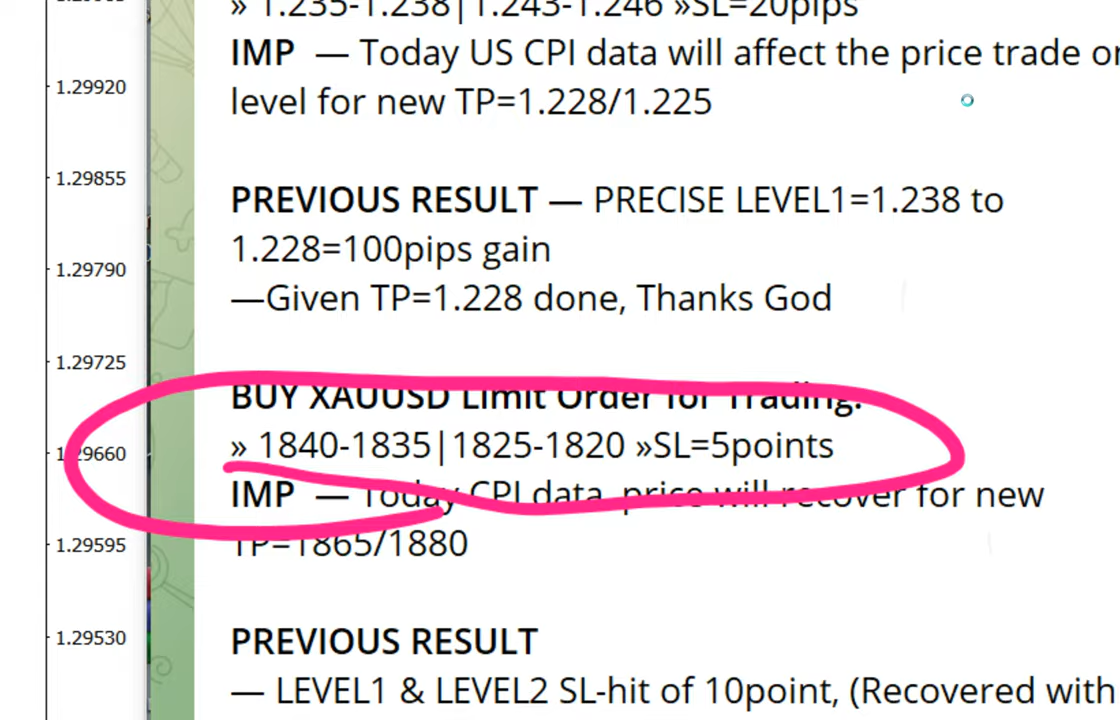 » 1.235-1.238|1.243-1.246 »SL=20pips
1.29920
IMP — Today US CPI data will affect the price trade
level for new TP=1.228/1.225
1.29855
PREVIOUS RESULT — PRECISE LEVEL1=1.238 to
1.228=100pips gain
1.29790
—Given TP=1.228 done, Thanks God
1.29725
BUY XAUUSD Limit Order for Trading:
» 1840-1835|1825-1820 »SL=5points
1.29660
IMP — Today CPI data, price will recover for new
TP=1865/1880
1.29595
1.29530
PREVIOUS RESULT
— LEVEL1 & LEVEL2 SL-hit of 10point, (Recovered with